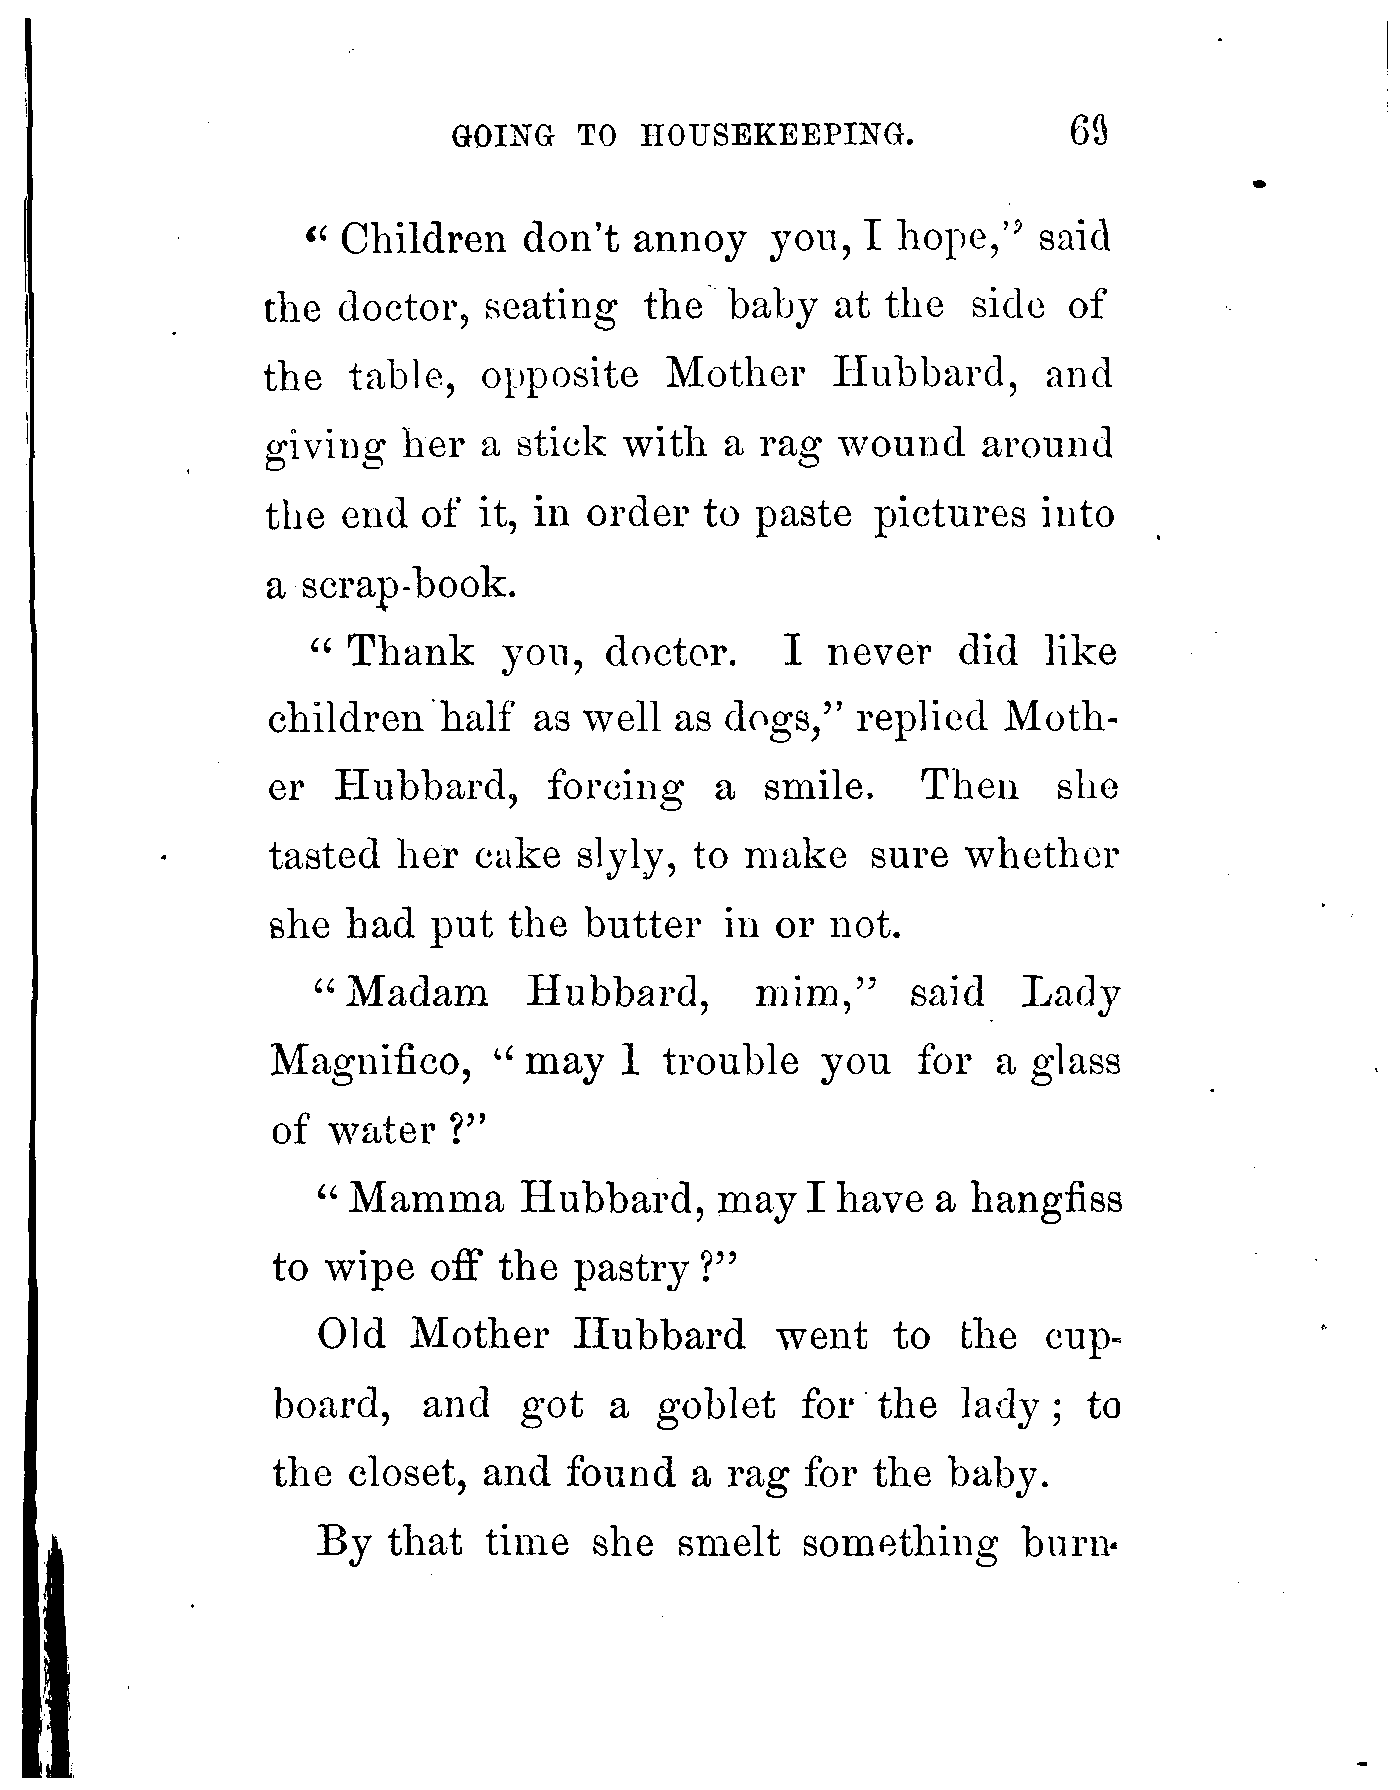 GOING TO HOUSEKEEPING. 69
“ Children don't annoy you, I hope,” said
the doctor, seating the baby at the side of
the table, opposite Mother Hubbard, and
giving her a stick with a rag wound around
the end of it, in order to paste pictures into
a scrap-book.
“ Thank you, doctor. I never did like
children half as well as dogs,” replied Moth-
er Hubbard, forcing a smile. Then she
tasted her cake slyly, to make sure whether
she had put the butter in or not.
“ Madam Hubbard, mim,” said Lady
Magnifico, “ may I trouble you for a glass
of water ?”
“ Mamma Hubbard, may I have a hangfiss
to wipe off the pastry ?”
Old Mother Hubbard went to the cup-
board, and got a goblet for the lady ; to
the closet, and found a rag for the baby.
By that time she smelt something burn-